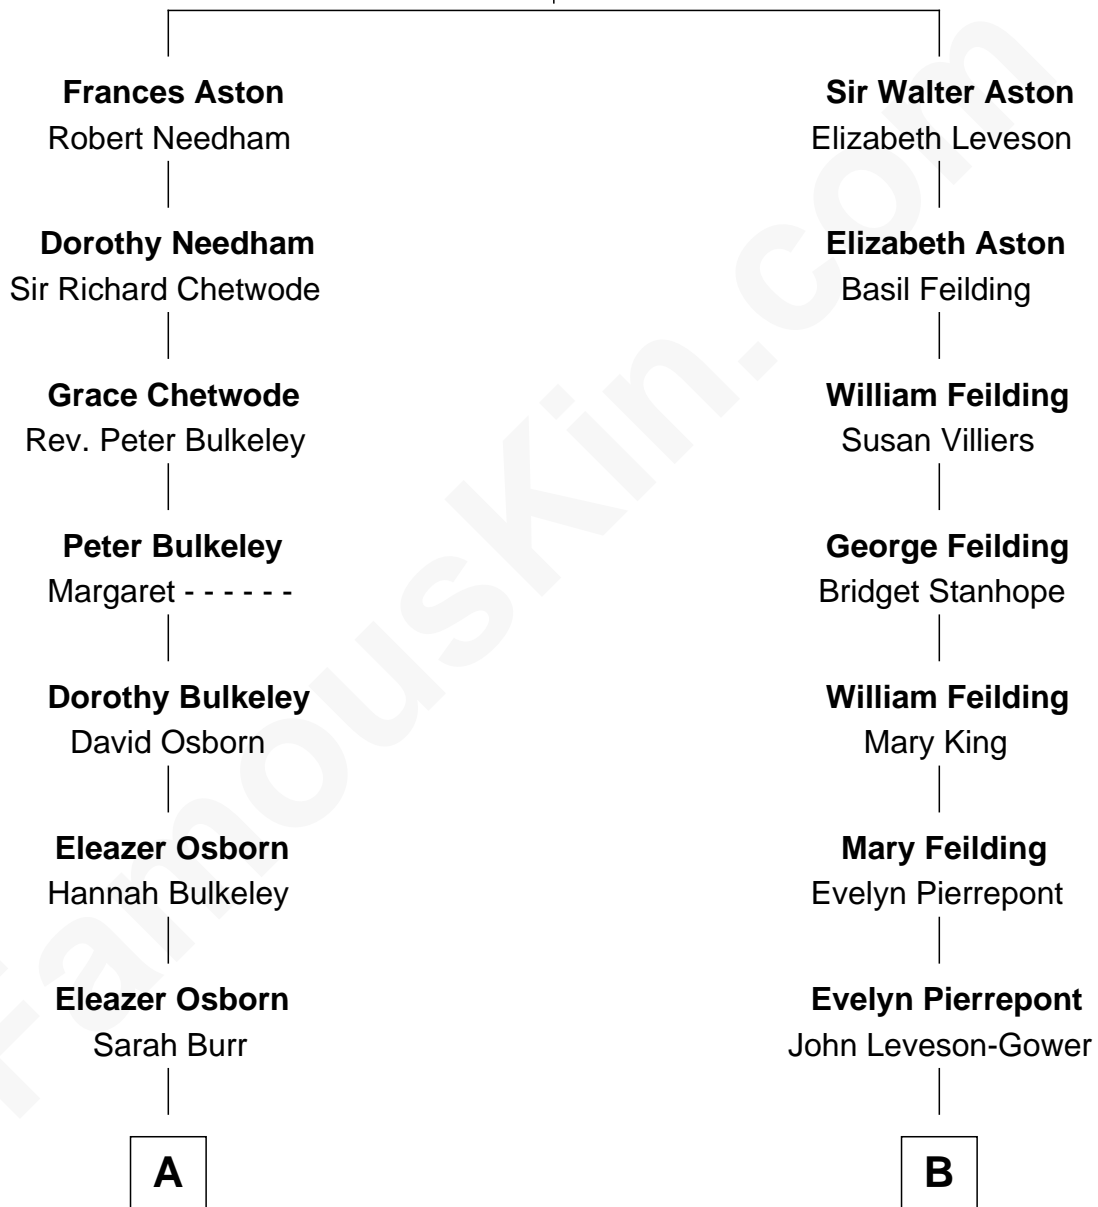 Frances Aston
Robert Needham
Dorothy Needham
Sir Richard Chetwode
Grace Chetwode
Rev. Peter Bulkeley
Peter Bulkeley
Margaret - - - - - -
Dorothy Bulkeley
David Osborn
Eleazer Osborn
Hannah Bulkeley
Eleazer Osborn
Sarah Burr
A
Sir Walter Aston
Elizabeth Leveson
Elizabeth Aston
Basil Feilding
William Feilding
Susan Villiers
George Feilding
Bridget Stanhope
William Feilding
Mary King
Mary Feilding
Evelyn Pierrepont
Evelyn Pierrepont
John Leveson-Gower
B
FamousKin.com